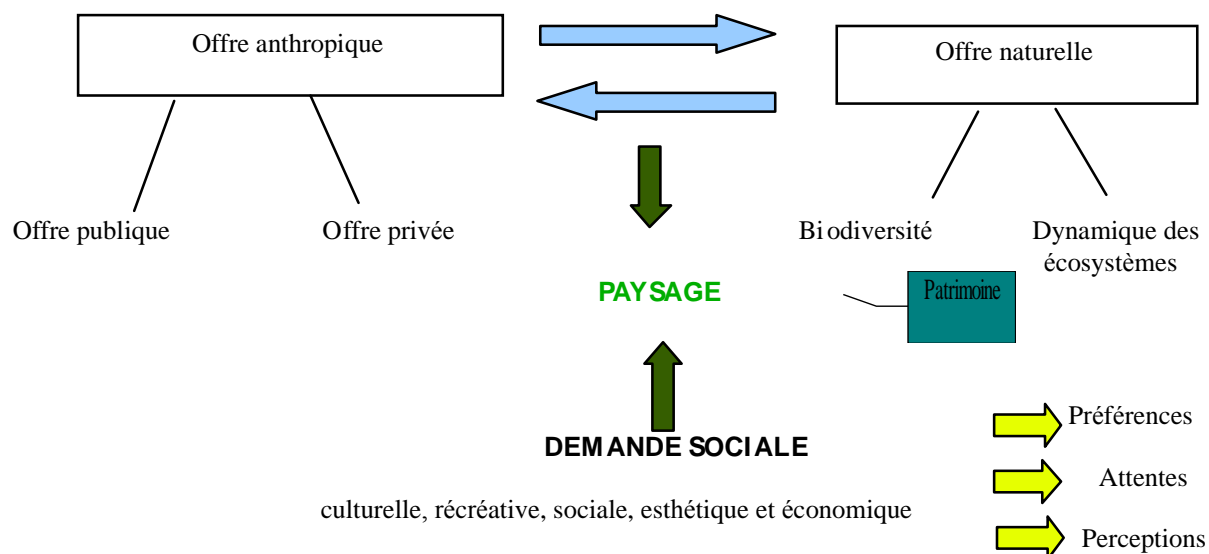 Offre anthropique
Offre naturelle
Offre publique
Offre privée
Biodiversité
Dynamique des
écosystèmes
Patrimoine
PAYSAGE
DEMANDE SOCIALE
culturelle, récréative, sociale, esthétique et économique
Préférences
Attentes
Perceptions